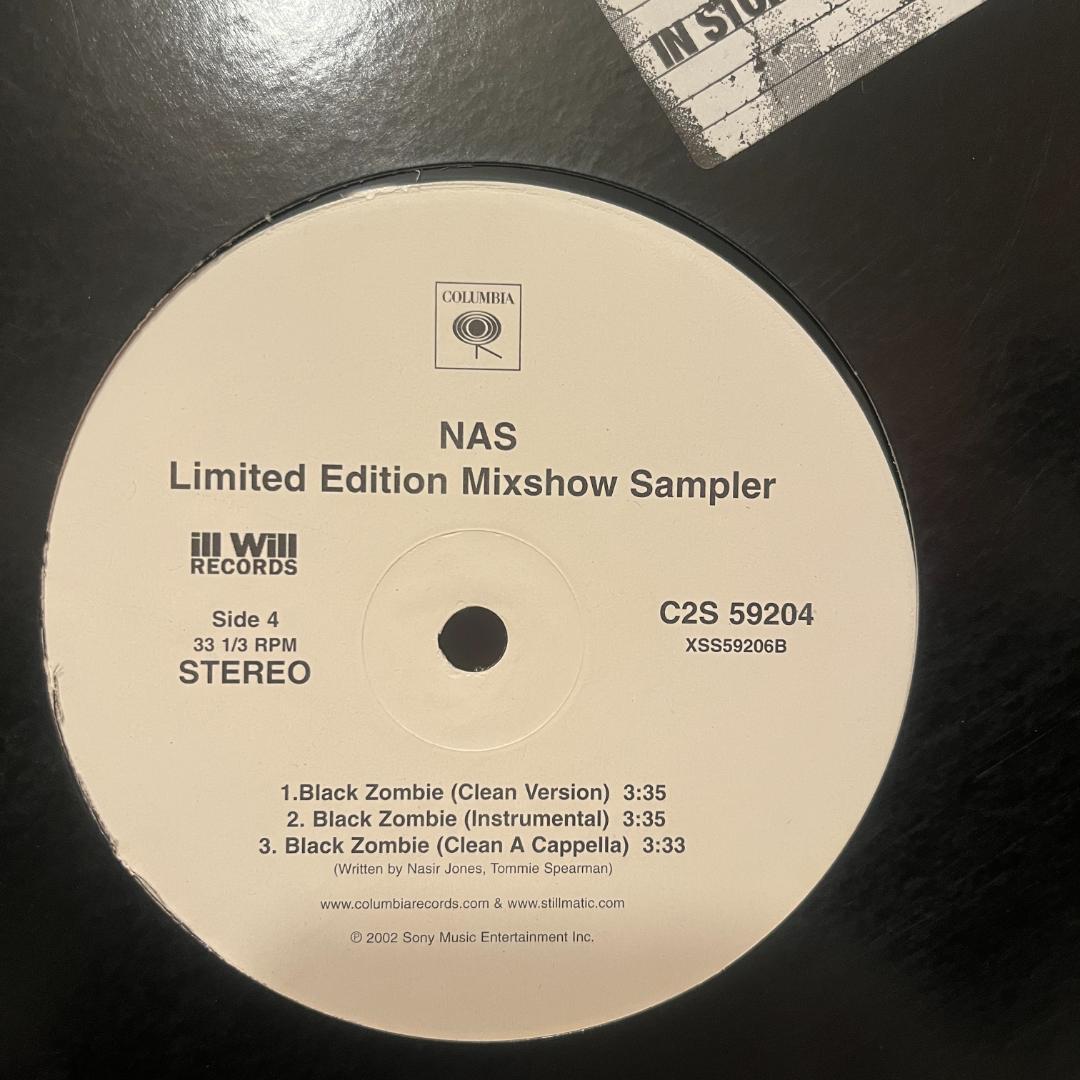 IN
COLUMBIA
NAS
Limited Edition Mixshow Sampler
ill Will
RECORDS
Side 4
33 1/3 RPM
STEREO
C2S 59204
XSS59206B
1.Black Zombie (Clean Version) 3:35
2. Black Zombie (Instrumental) 3:35
3. Black Zombie (Clean A Cappella) 3:33
(Written by Nasir Jones, Tommie Spearman)
www.columbiarecords.com & www.stillmatic.com
℗ 2002 Sony Music Entertainment Inc.